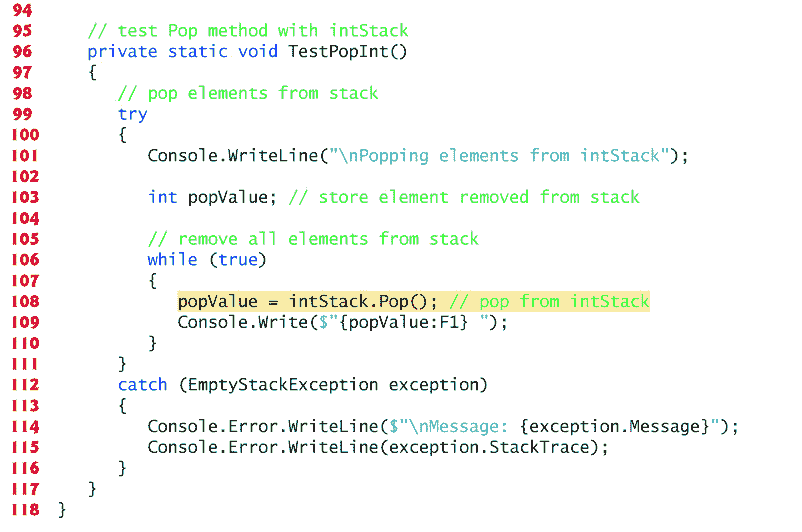 94
95 // test Pop method with intStack
96 private static void TestPopInt()
97 {
98 // pop elements from stack
99 try
100 {
101 Console.WriteLine("\nPopping elements from intStack");
102
103 int popValue; // store element removed from stack
104
105 // remove all elements from stack
106 while (true)
107 {
108 popValue = intStack.Pop(); // pop from intStack
109 Console.Write($"{popValue:F1} ");
110 }
111 }
112 catch (EmptyStackException exception)
113 {
114 Console.Error.WriteLine($"\nMessage: {exception.Message}");
115 Console.Error.WriteLine(exception.StackTrace);
116 }
117 }
118 }